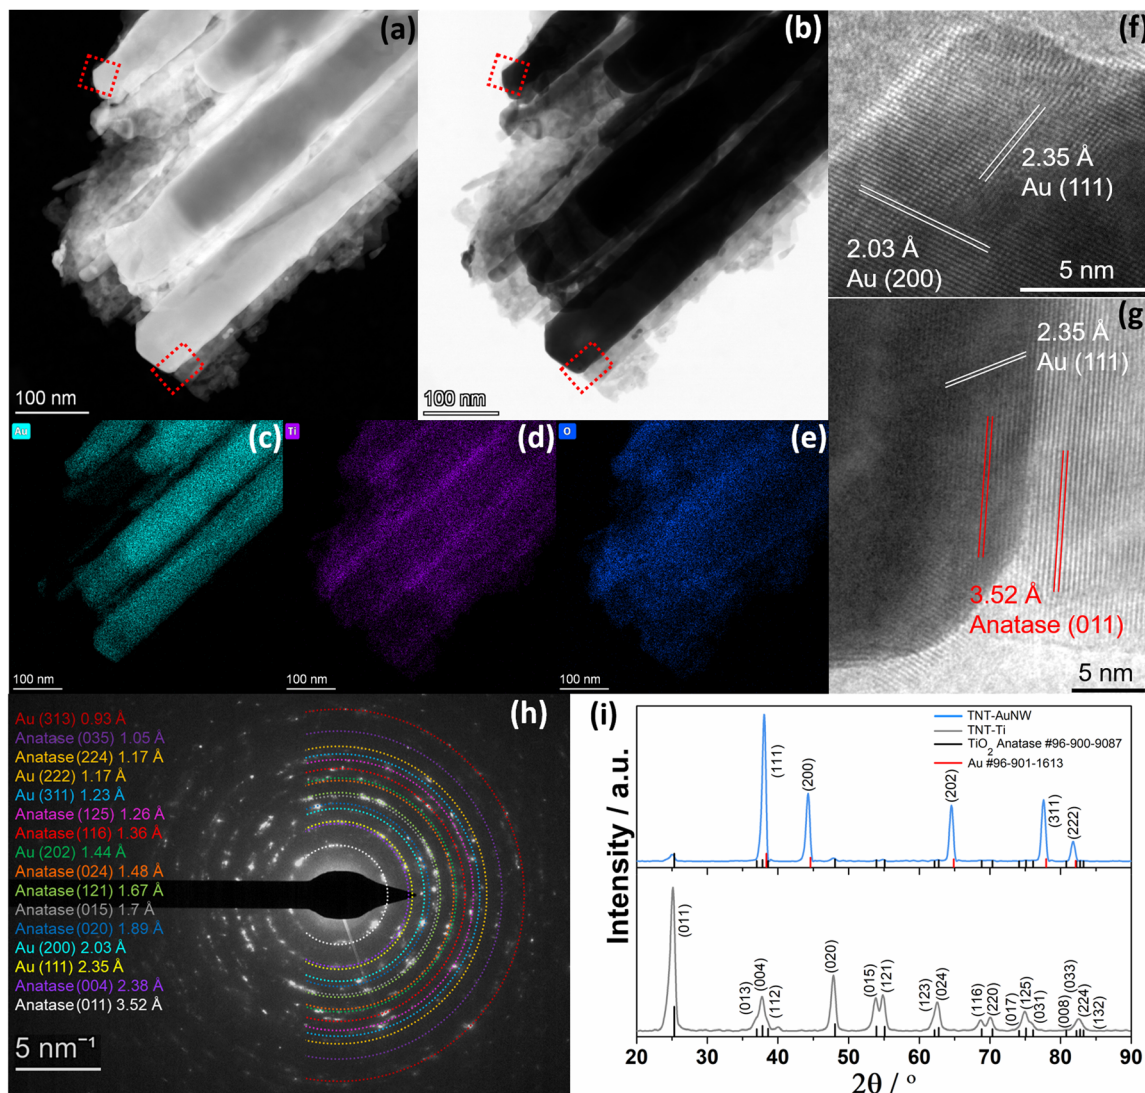 (a)
100 nm
(b)
100 nm
(f)
2.35 Å
Au (111)
2.03 Å
Au (200)
5 nm
(g)
2.35 Å
Au (111)
3.52 Å
Anatase (011)
5 nm
Au
(c)
100 nm
Ti
(d)
100 nm
O
(e)
100 nm
(h)
Au (313) 0.93 Å
Anatase (035) 1.05 Å
Anatase (224) 1.17 Å
Au (222) 1.17 Å
Au (311) 1.23 Å
Anatase (125) 1.26 Å
Anatase (116) 1.36 Å
Au (202) 1.44 Å
Anatase (024) 1.48 Å
Anatase (121) 1.67 Å
Anatase (015) 1.7 Å
Anatase (020) 1.89 Å
Au (200) 2.03 Å
Au (111) 2.35 Å
Anatase (004) 2.38 Å
Anatase (011) 3.52 Å
5 nm⁻¹
(i)
TNT-AuNW
TNT-Ti
TiO₂ Anatase #96-900-9087
Au #96-901-1613
(111)
(200)
(202)
(311)
(222)
Intensity / a.u.
(011)
(013)
(004)
(112)
(020)
(015)
(121)
(123)
(024)
(116)
(220)
(017)
(125)
(031)
(008)
(033)
(224)
(132)
20 30 40 50 60 70 80 90
2θ / °